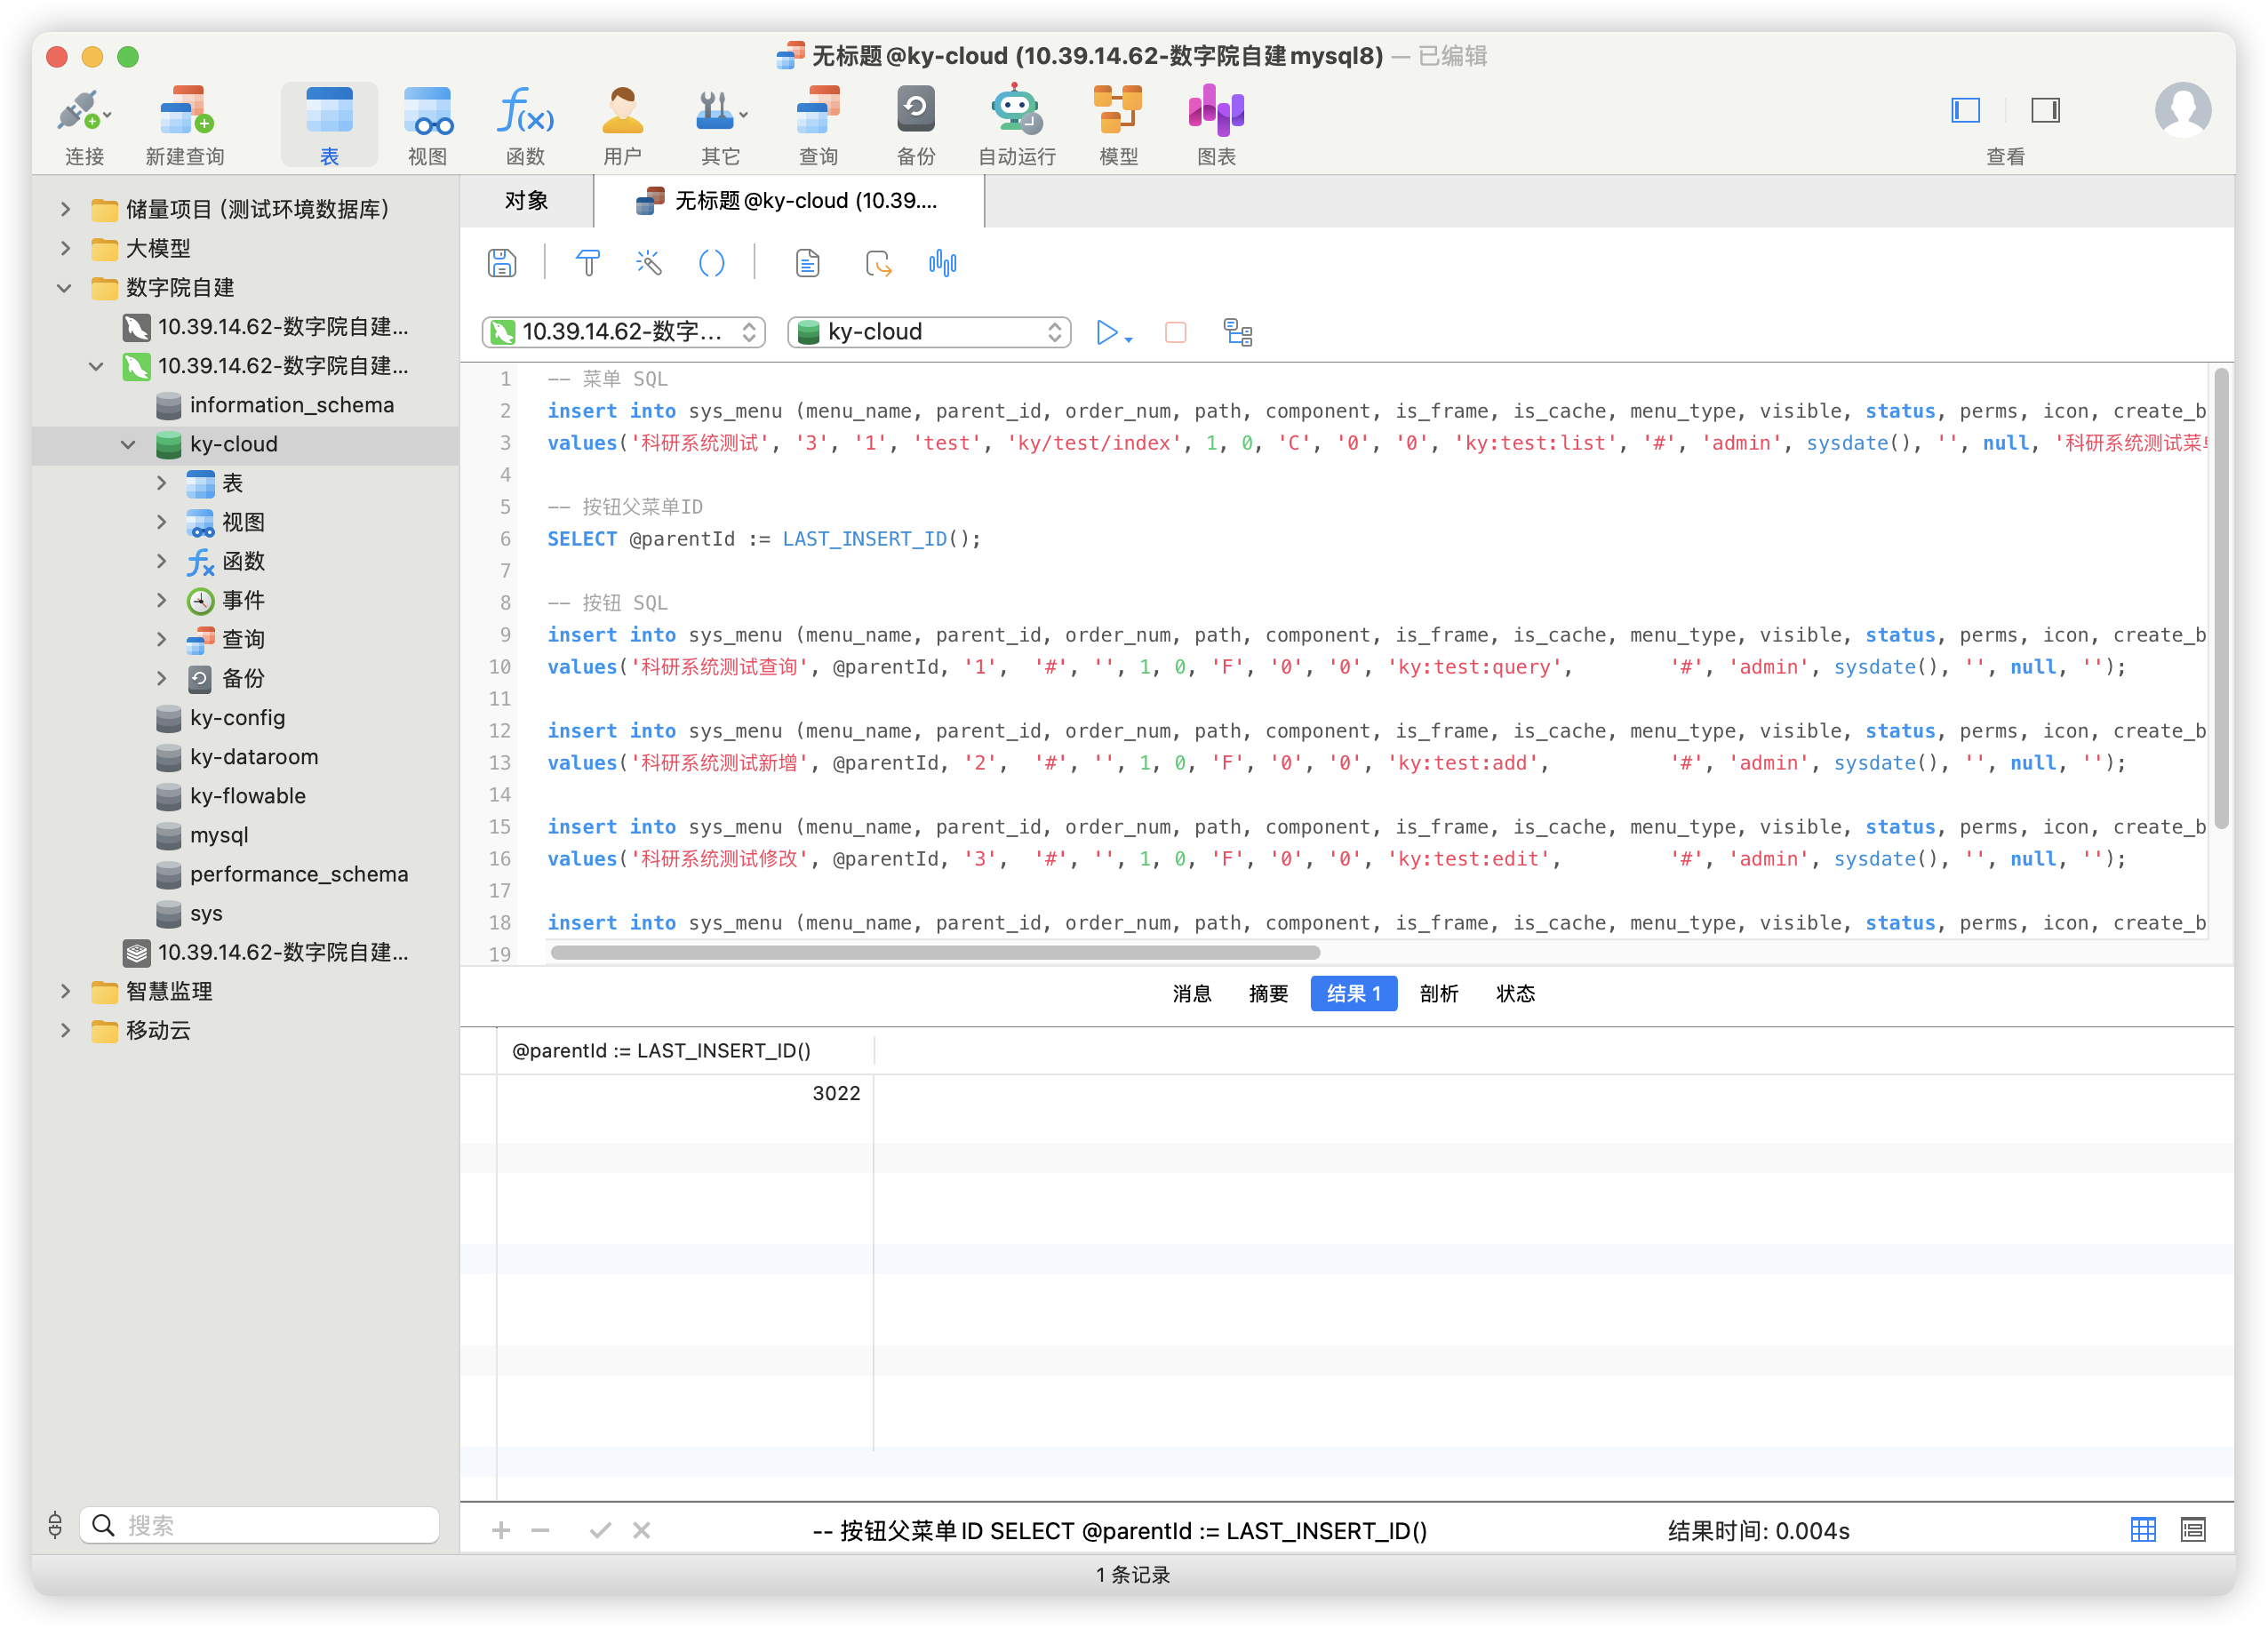 无标题 @ky-cloud (10.39.14.62-数字院自建mysql8) — 已编辑
连接
新建查询
表
视图
函数
用户
其它
查询
备份
自动运行
模型
图表
查看
储量项目 (测试环境数据库)
大模型
数字院自建
10.39.14.62-数字院自建...
10.39.14.62-数字院自建...
information_schema
ky-cloud
表
视图
函数
事件
查询
备份
ky-config
ky-dataroom
ky-flowable
mysql
performance_schema
sys
10.39.14.62-数字院自建...
智慧监理
移动云
搜索
对象
无标题 @ky-cloud (10.39....
10.39.14.62-数字...
ky-cloud
1 -- 菜单 SQL
2 insert into sys_menu (menu_name, parent_id, order_num, path, component, is_frame, is_cache, menu_type, visible, status, perms, icon, create_b
3 values('科研系统测试', '3', '1', 'test', 'ky/test/index', 1, 0, 'C', '0', '0', 'ky:test:list', '#', 'admin', sysdate(), '', null, '科研系统测试菜单
4
5 -- 按钮父菜单ID
6 SELECT @parentId := LAST_INSERT_ID();
7
8 -- 按钮 SQL
9 insert into sys_menu (menu_name, parent_id, order_num, path, component, is_frame, is_cache, menu_type, visible, status, perms, icon, create_b
10 values('科研系统测试查询', @parentId, '1', '#', '', 1, 0, 'F', '0', '0', 'ky:test:query', '#', 'admin', sysdate(), '', null, '');
11
12 insert into sys_menu (menu_name, parent_id, order_num, path, component, is_frame, is_cache, menu_type, visible, status, perms, icon, create_b
13 values('科研系统测试新增', @parentId, '2', '#', '', 1, 0, 'F', '0', '0', 'ky:test:add', '#', 'admin', sysdate(), '', null, '');
14
15 insert into sys_menu (menu_name, parent_id, order_num, path, component, is_frame, is_cache, menu_type, visible, status, perms, icon, create_b
16 values('科研系统测试修改', @parentId, '3', '#', '', 1, 0, 'F', '0', '0', 'ky:test:edit', '#', 'admin', sysdate(), '', null, '');
17
18 insert into sys_menu (menu_name, parent_id, order_num, path, component, is_frame, is_cache, menu_type, visible, status, perms, icon, create_b
19
消息 摘要 结果 1 剖析 状态
@parentId := LAST_INSERT_ID()
3022
-- 按钮父菜单ID SELECT @parentId := LAST_INSERT_ID()
结果时间: 0.004s
1 条记录